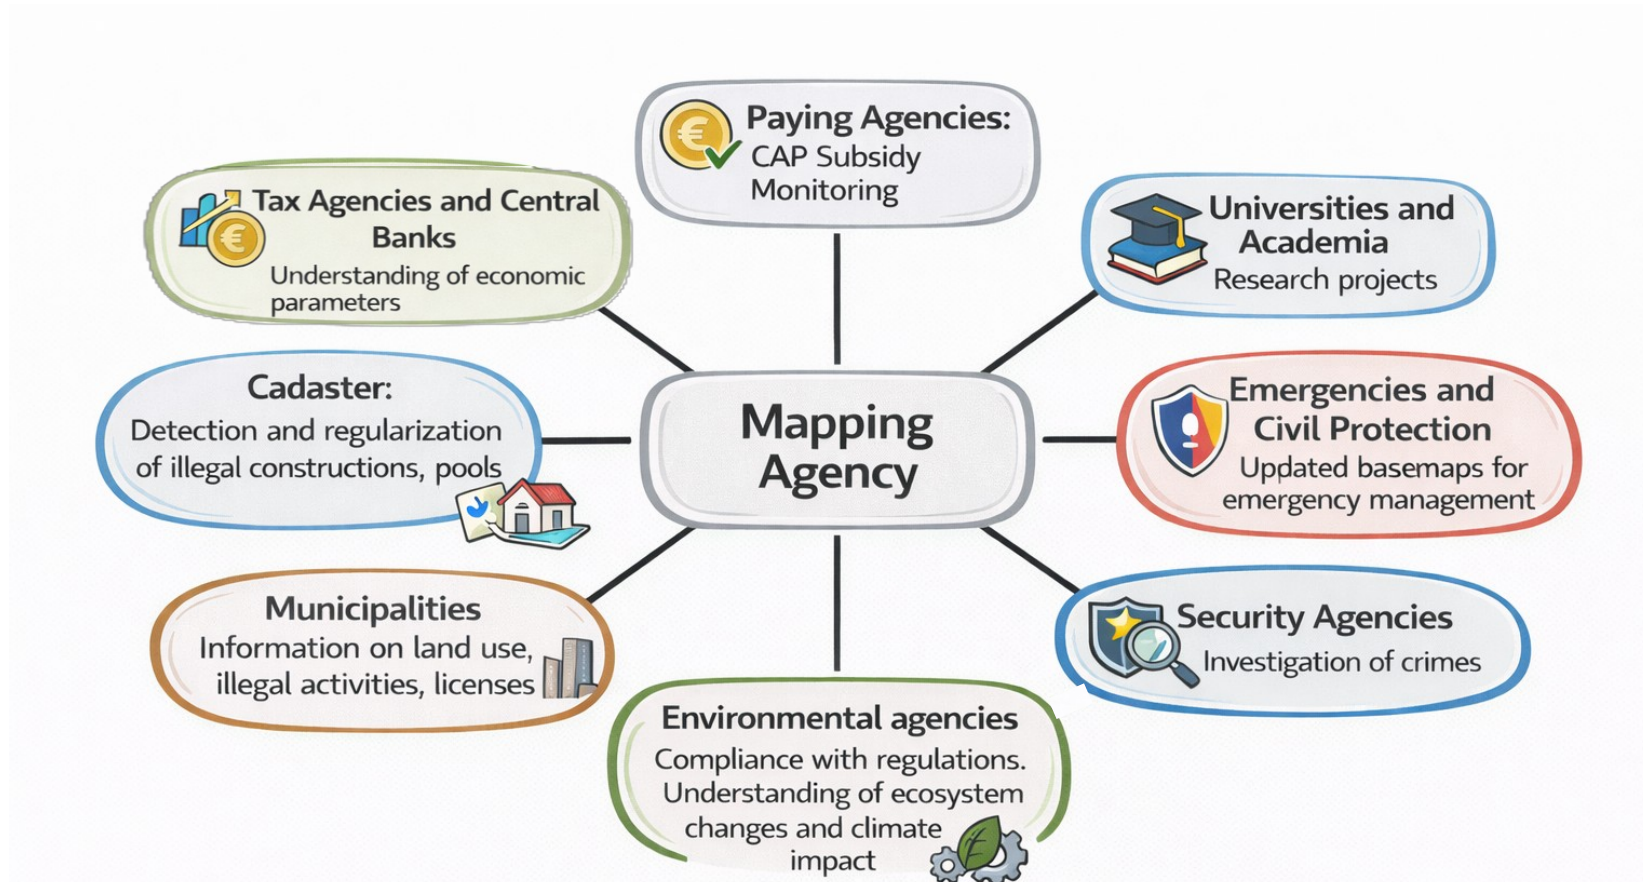 Paying Agencies:
CAP Subsidy
Monitoring
Tax Agencies and Central
Banks
Understanding of economic
parameters
Universities and
Academia
Research projects
Cadaster:
Detection and regularization
of illegal constructions, pools
Mapping
Agency
Emergencies and
Civil Protection
Updated basemaps for
emergency management
Municipalities
Information on land use,
illegal activities, licenses
Security Agencies
Investigation of crimes
Environmental agencies
Compliance with regulations.
Understanding of ecosystem
changes and climate
impact